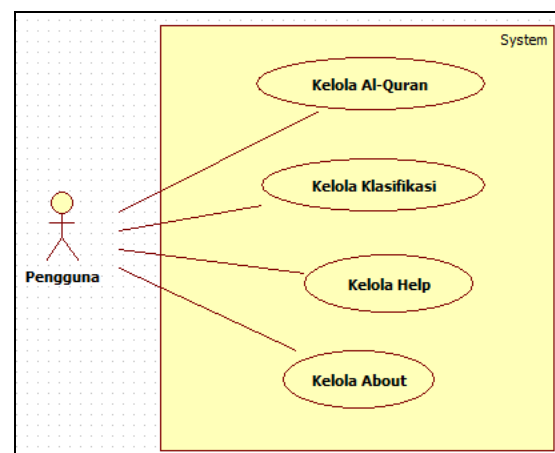 System
Kelola Al-Quran
Kelola Klasifikasi
Pengguna
Kelola Help
Kelola About